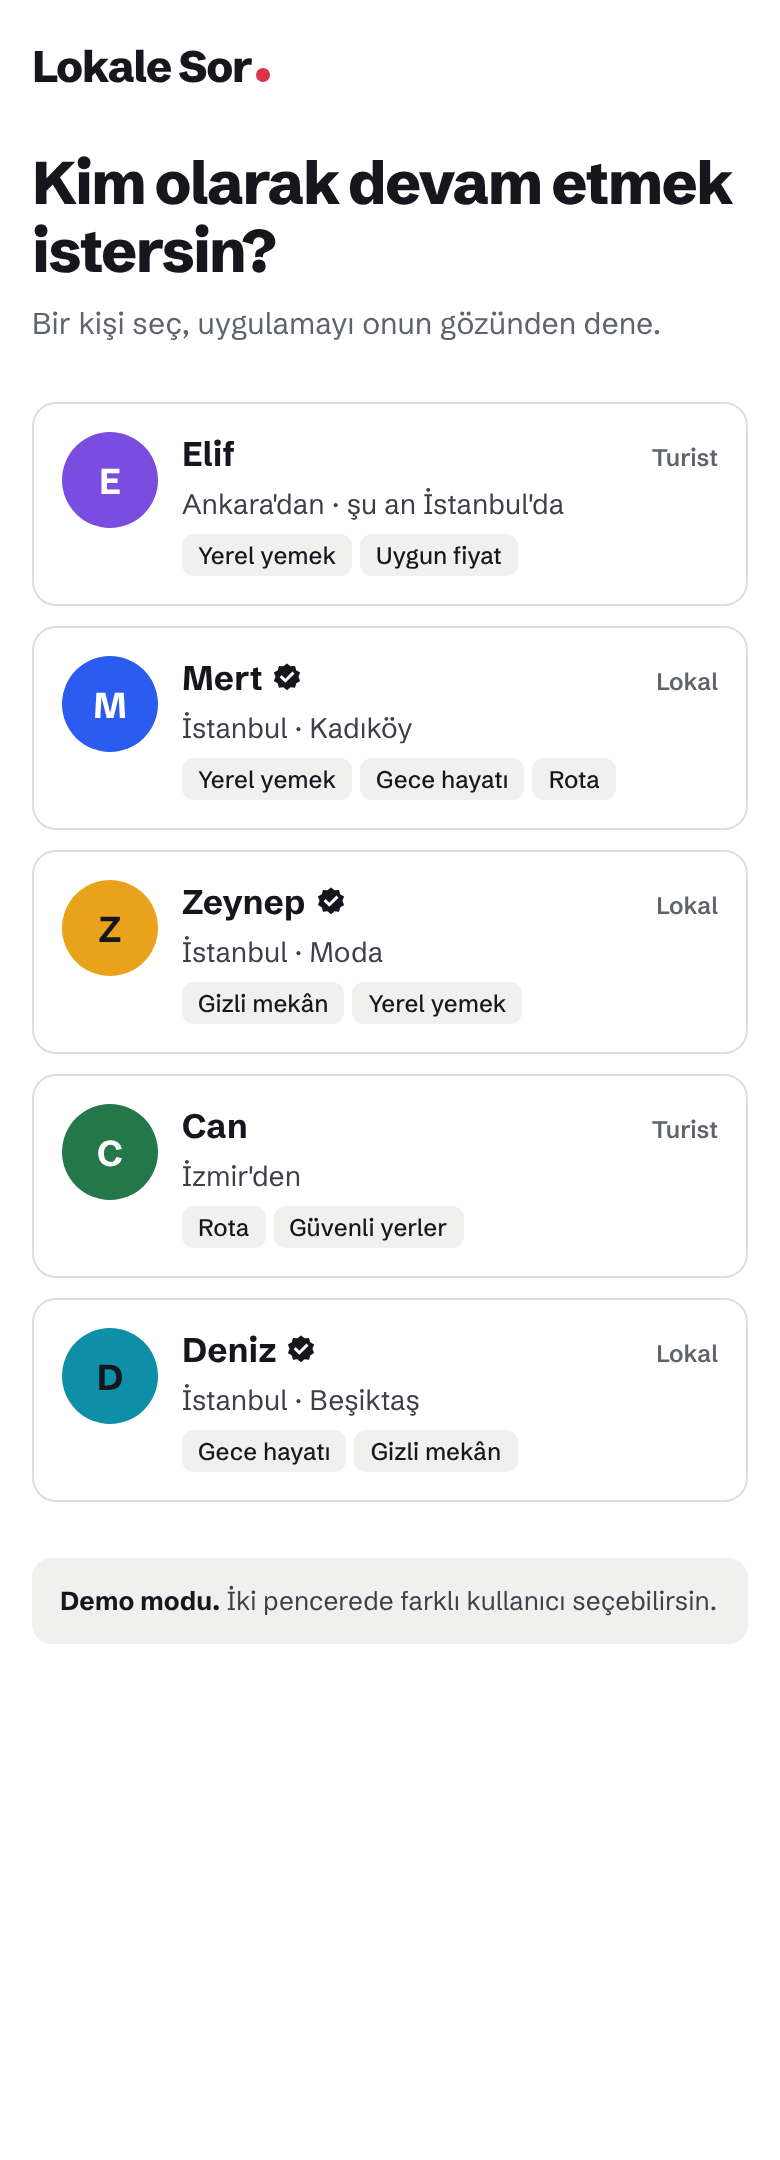 Lokale Sor.
Kim olarak devam etmek
istersin?
Bir kişi seç, uygulamayı onun gözünden dene.
E
Elif
Turist
Ankara'dan · şu an İstanbul'da
Yerel yemek Uygun fiyat
M
Mert
Lokal
İstanbul · Kadıköy
Yerel yemek Gece hayatı Rota
Z
Zeynep
Lokal
İstanbul · Moda
Gizli mekân Yerel yemek
C
Can
Turist
İzmir'den
Rota Güvenli yerler
D
Deniz
Lokal
İstanbul · Beşiktaş
Gece hayatı Gizli mekân
Demo modu. İki pencerede farklı kullanıcı seçebilirsin.